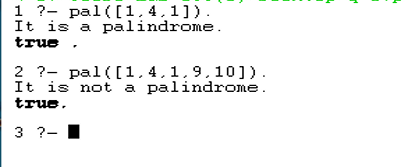 1 ?- pal([1,4,1]).
It is a palindrome.
true .
2 ?- pal([1,4,1,9,10]).
It is not a palindrome.
true.
3 ?-